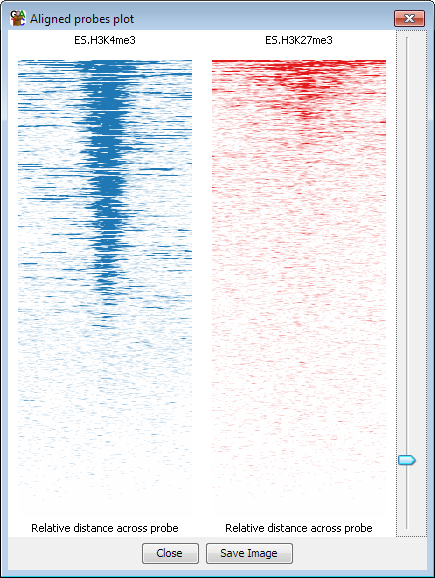 Aligned probes plot
ES.H3K4me3
ES.H3K27me3
Relative distance across probe
Relative distance across probe
Close
Save Image